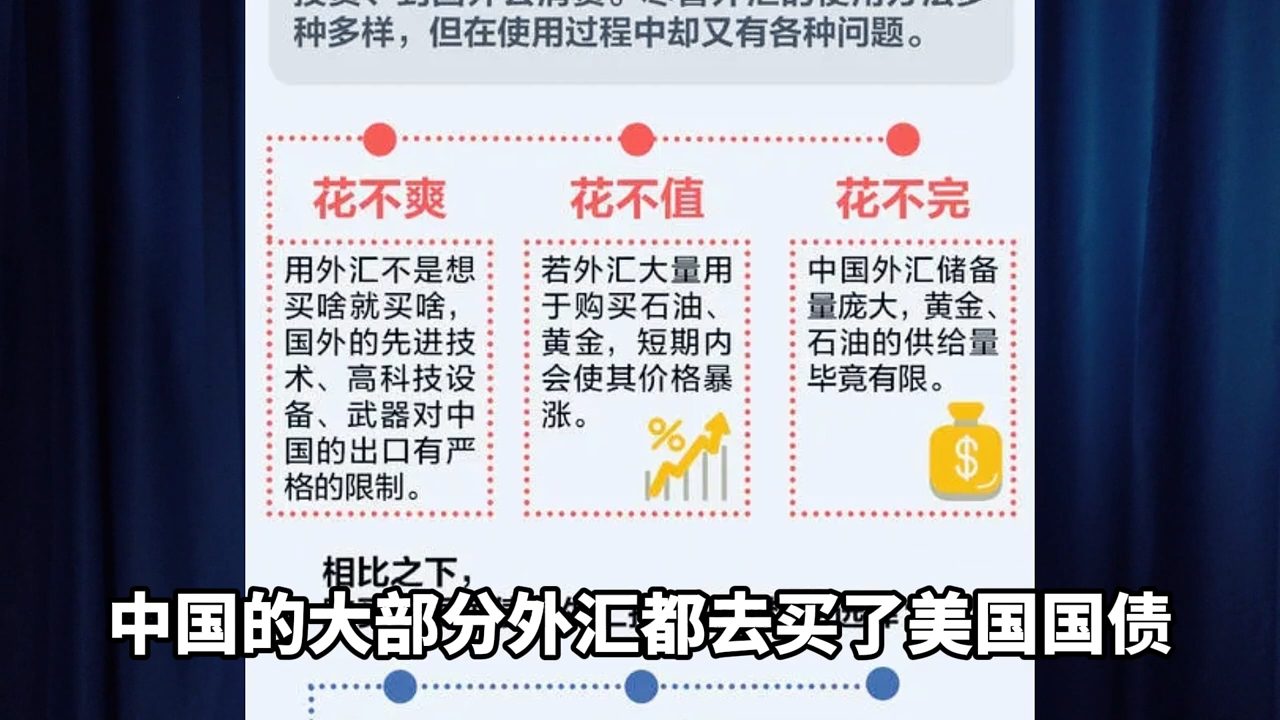 种多样，但在使用过程中却又有各种问题。
花不爽
花不值
花不完
用外汇不是想
买啥就买啥，
国外的先进技
术、高科技设
备、武器对中
国的出口有严
格的限制。
若外汇大量用
于购买石油、
黄金，短期内
会使其价格暴
涨。
%
中国外汇储备
量庞大，黄金、
石油的供给量
毕竟有限。
$
相比之下，
中国的大部分外汇都去买了美国国债